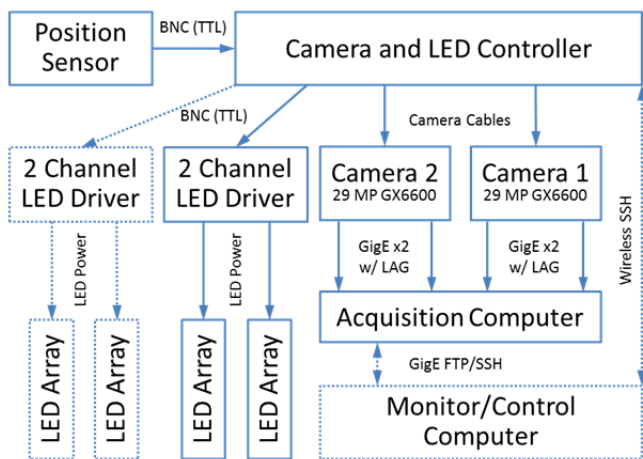 Position
Sensor
BNC (TTL)
Camera and LED Controller
BNC (TTL)
Camera Cables
2 Channel
LED Driver
2 Channel
LED Driver
Camera 2
29 MP GX6600
Camera 1
29 MP GX6600
Wireless SSH
LED Power
LED Power
GigE x2
w/ LAG
GigE x2
w/ LAG
Acquisition Computer
LED Array
LED Array
LED Array
LED Array
GigE FTP/SSH
Monitor/Control
Computer